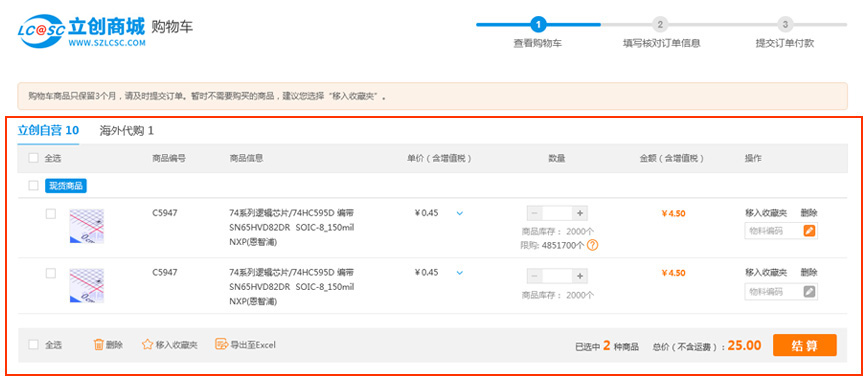 LC@SC 立创商城 购物车
WWW.SZLCSC.COM
1 2 3
查看购物车 填写核对订单信息 提交订单付款
购物车商品只保留3个月，请及时提交订单。暂时不需要购买的商品，建议您选择“移入收藏夹”。
立创自营 10 海外代购 1
全选 商品编号 商品信息 单价（含增值税） 数量 金额（含增值税） 操作
现货商品
C5947 74系列逻辑芯片/74HC595D 编带 ￥0.45 － + ￥4.50 移入收藏夹 删除
SN65HVD82DR SOIC-8_150mil 商品库存： 2000个 物料编码
NXP(恩智浦) 限购: 4851700个 ?
C5947 74系列逻辑芯片/74HC595D 编带 ￥0.45 － + ￥4.50 移入收藏夹 删除
SN65HVD82DR SOIC-8_150mil 商品库存： 2000个 物料编码
NXP(恩智浦)
全选 删除 移入收藏夹 导出至Excel 已选中 2 种商品 总价（不含运费）: 25.00 结 算